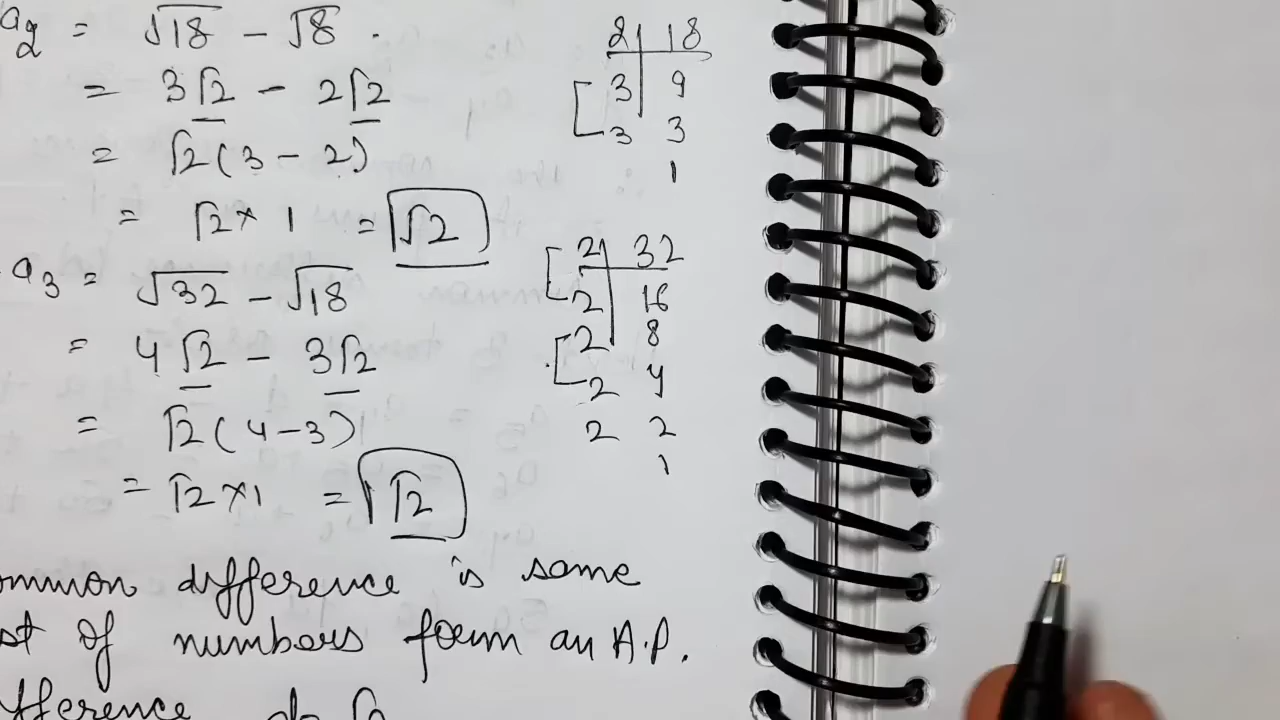 a2 = √18 - √8 .
= 3√2 - 2√2
= √2 ( 3 - 2 )
= √2 × 1 = √2
a3 = √32 - √18
= 4√2 - 3√2
= √2 ( 4 - 3 )
= √2 × 1 = √2
ommon difference is same
st of numbers form an A.P.
fference
2 18
3 9
3 3
1
2 32
2 16
2 8
2 4
2 2
1